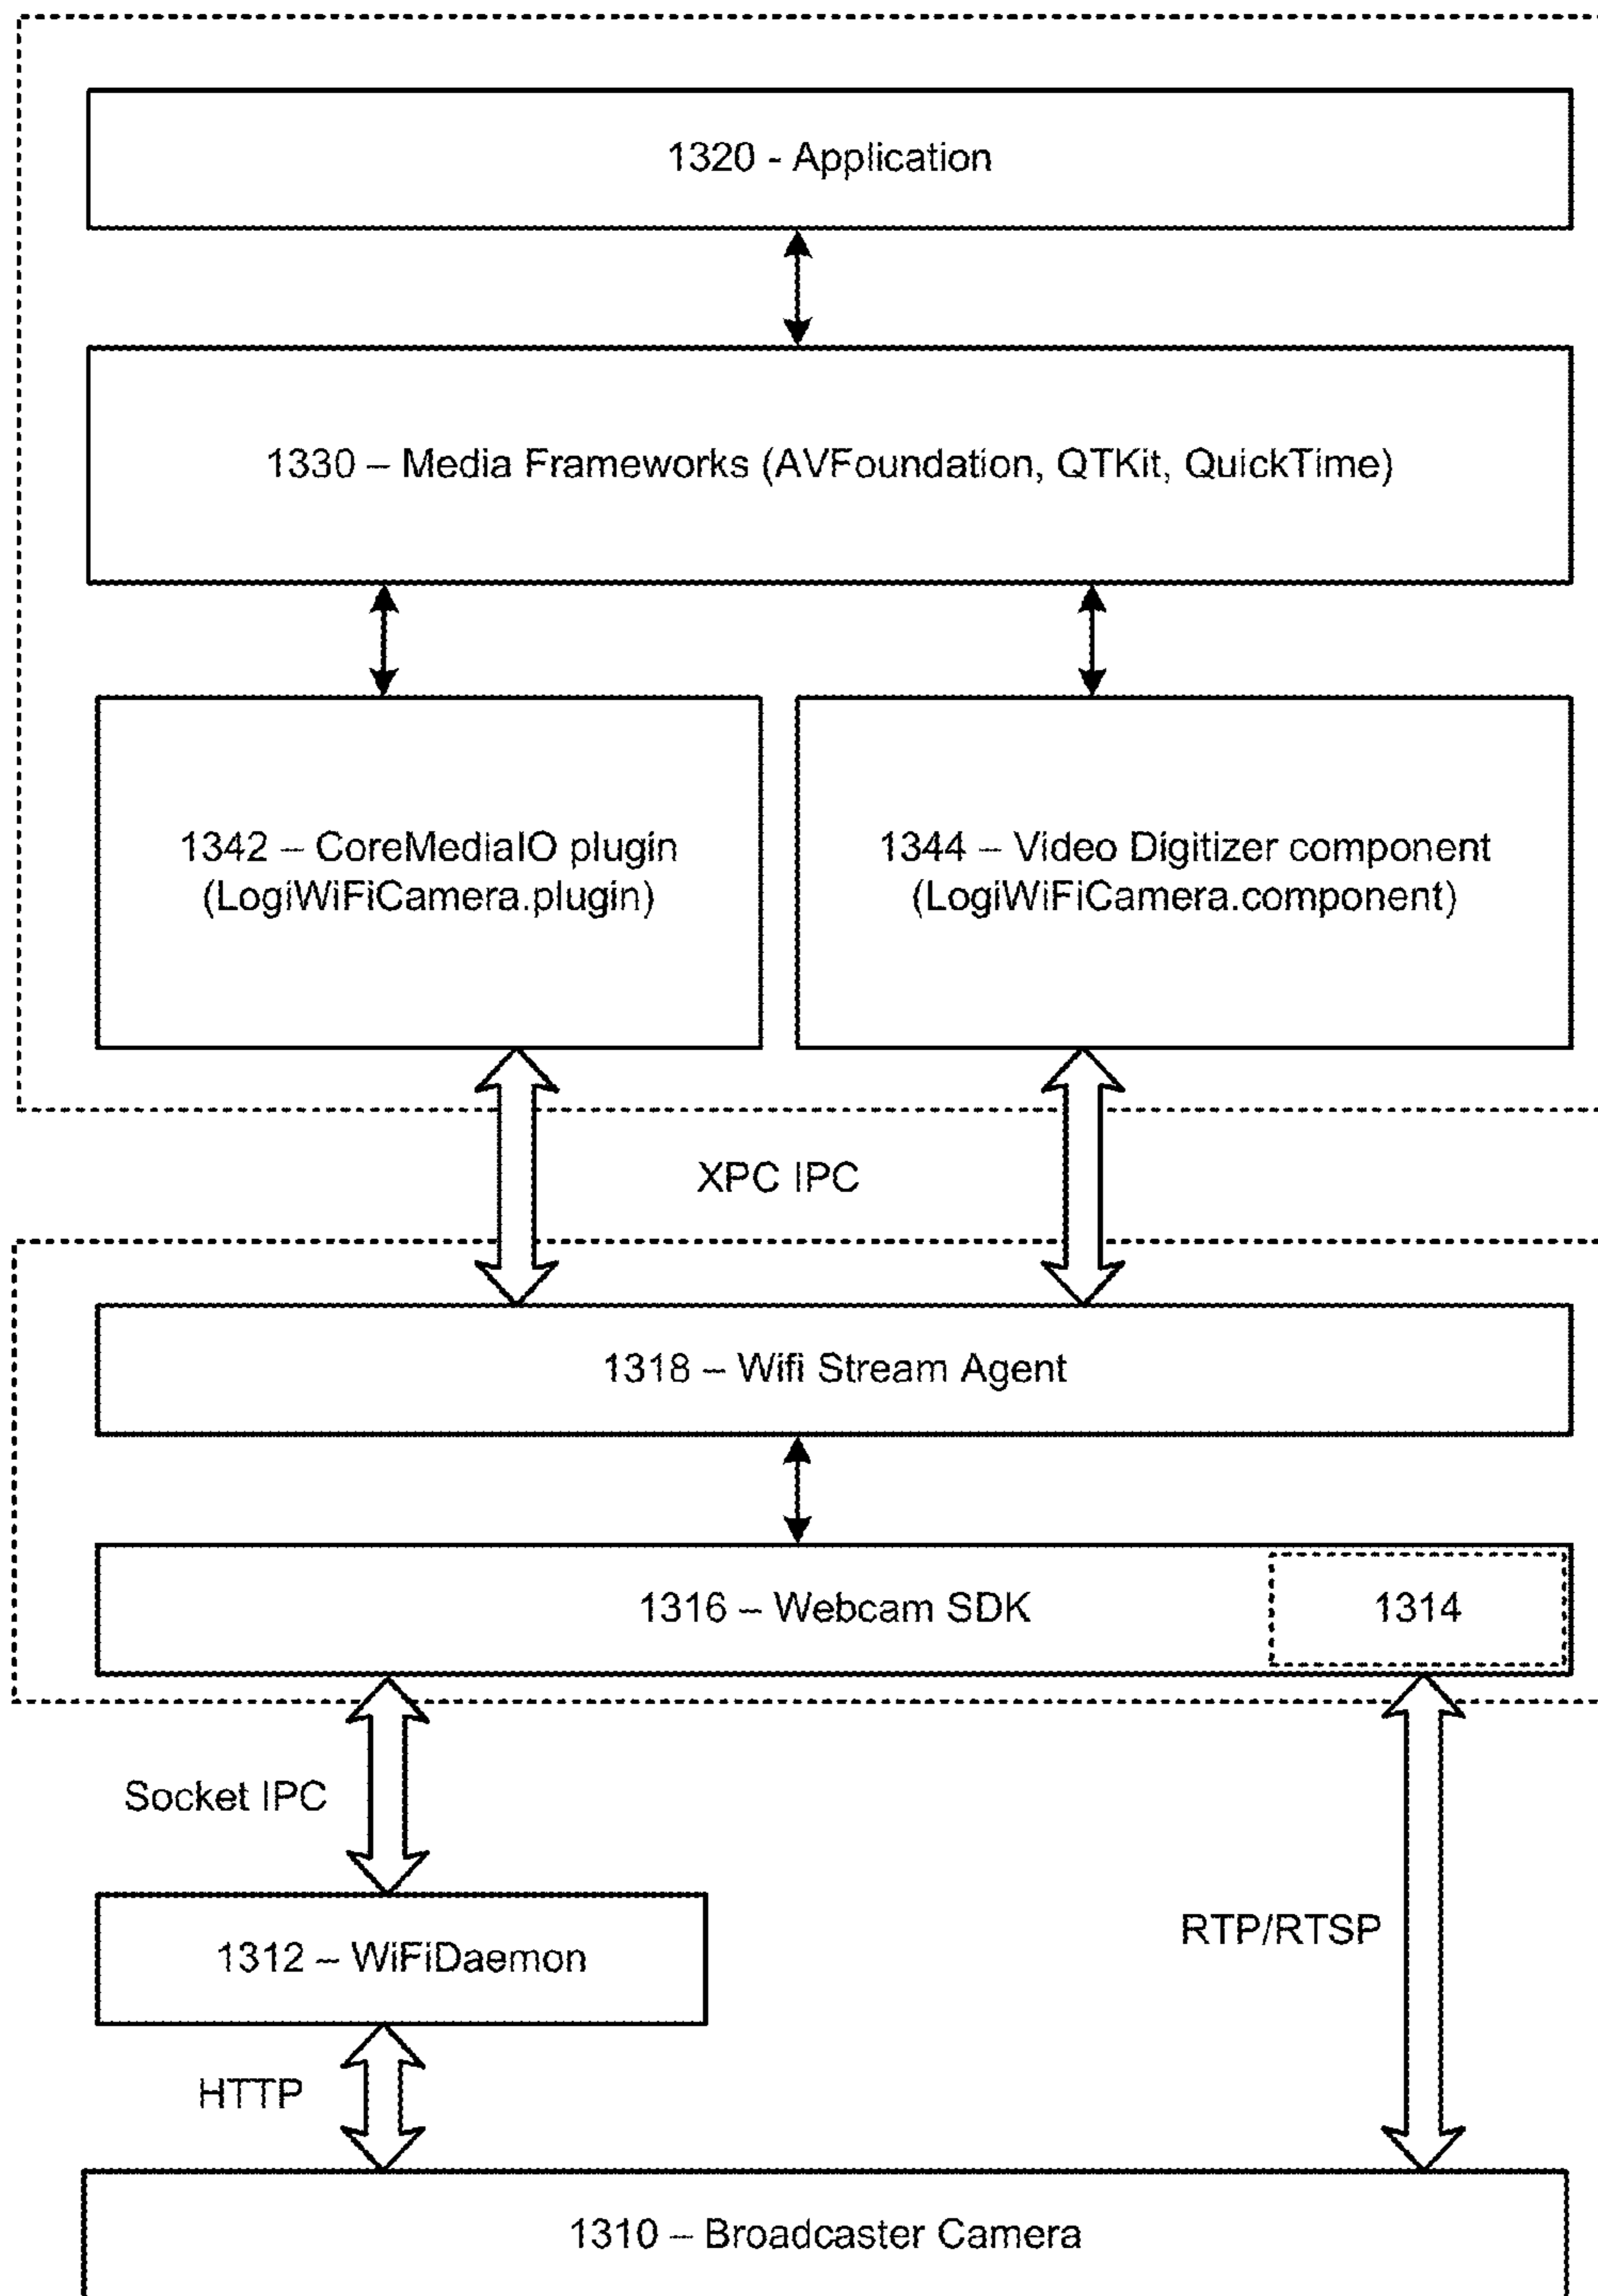 1320 - Application
1330 – Media Frameworks (AVFoundation, QTKit, QuickTime)
1342 – CoreMediaIO plugin
(LogiWiFiCamera.plugin)
1344 – Video Digitizer component
(LogiWiFiCamera.component)
XPC IPC
1318 – Wifi Stream Agent
1316 – Webcam SDK
1314
Socket IPC
1312 – WiFiDaemon
RTP/RTSP
HTTP
1310 – Broadcaster Camera